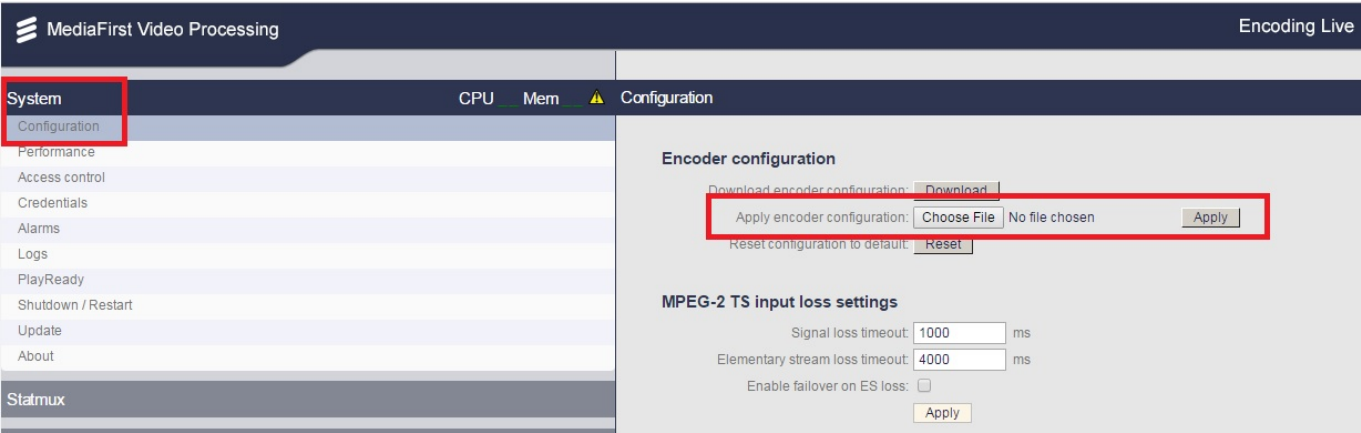 MediaFirst Video Processing
Encoding Live
System CPU __ Mem __
Configuration
Performance
Access control
Credentials
Alarms
Logs
PlayReady
Shutdown / Restart
Update
About
Statmux
Configuration
Encoder configuration
Download encoder configuration: Download
Apply encoder configuration: Choose File No file chosen Apply
Reset configuration to default: Reset
MPEG-2 TS input loss settings
Signal loss timeout: 1000 ms
Elementary stream loss timeout: 4000 ms
Enable failover on ES loss:
Apply